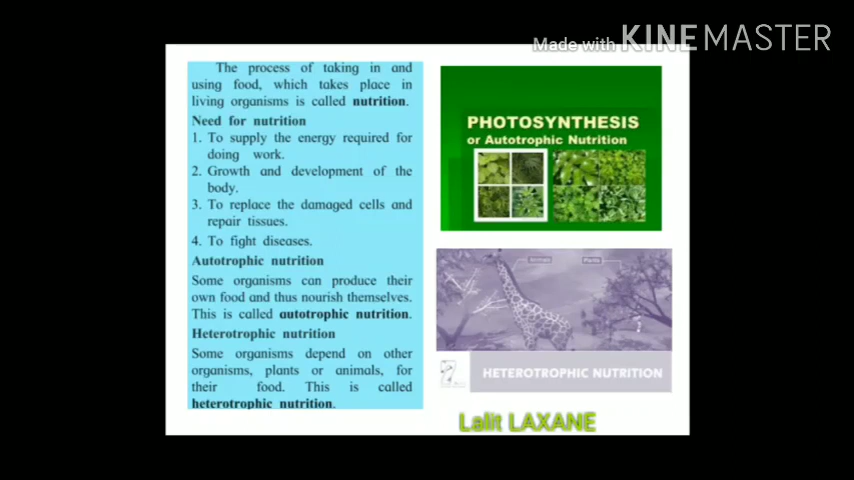 Made with KINEMASTER
The process of taking in and
using food, which takes place in
living organisms is called nutrition.
Need for nutrition
1. To supply the energy required for
doing work.
2. Growth and development of the
body.
3. To replace the damaged cells and
repair tissues.
4. To fight diseases.
Autotrophic nutrition
Some organisms can produce their
own food and thus nourish themselves.
This is called autotrophic nutrition.
Heterotrophic nutrition
Some organisms depend on other
organisms, plants or animals, for
their food. This is called
heterotrophic nutrition.
PHOTOSYNTHESIS
or Autotrophic Nutrition
HETEROTROPHIC NUTRITION
Lalit LAXANE